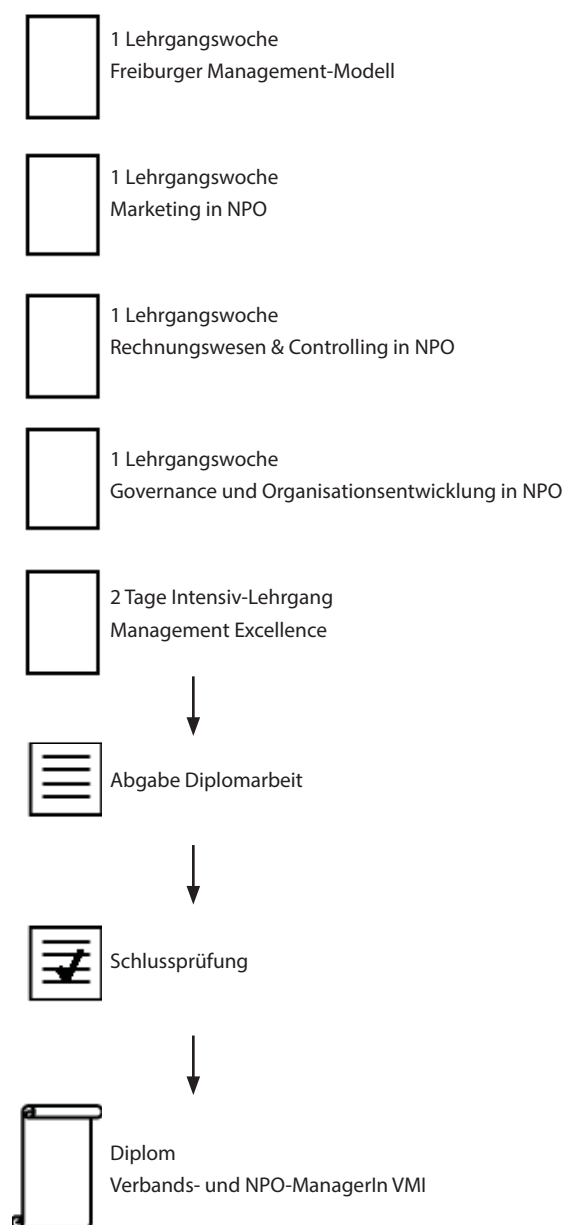 1 Lehrgangswoche
Freiburger Management-Modell
1 Lehrgangswoche
Marketing in NPO
1 Lehrgangswoche
Rechnungswesen & Controlling in NPO
1 Lehrgangswoche
Governance und Organisationsentwicklung in NPO
2 Tage Intensiv-Lehrgang
Management Excellence
Abgabe Diplomarbeit
Schlussprüfung
Diplom
Verbands- und NPO-ManagerIn VMI